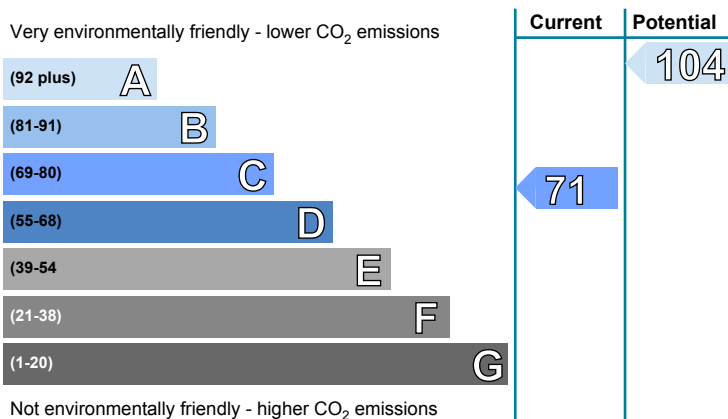 Current Potential
Very environmentally friendly - lower CO2 emissions
104
(92 plus) A
(81-91) B
(69-80) C
71
(55-68) D
(39-54 E
(21-38) F
(1-20) G
Not environmentally friendly - higher CO2 emissions